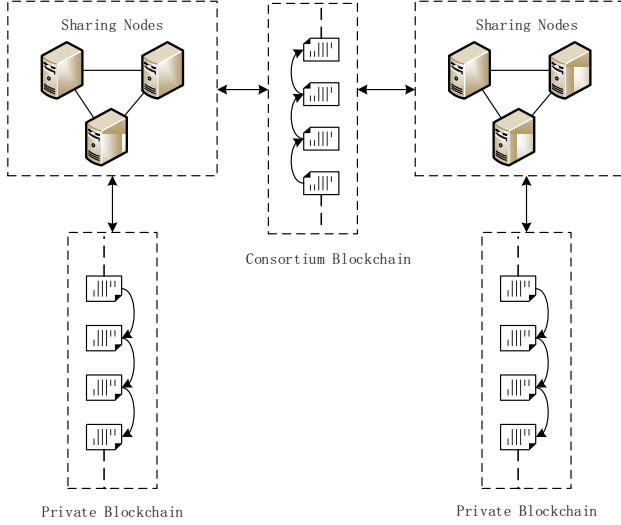 Sharing Nodes
Sharing Nodes
Consortium Blockchain
Private Blockchain
Private Blockchain